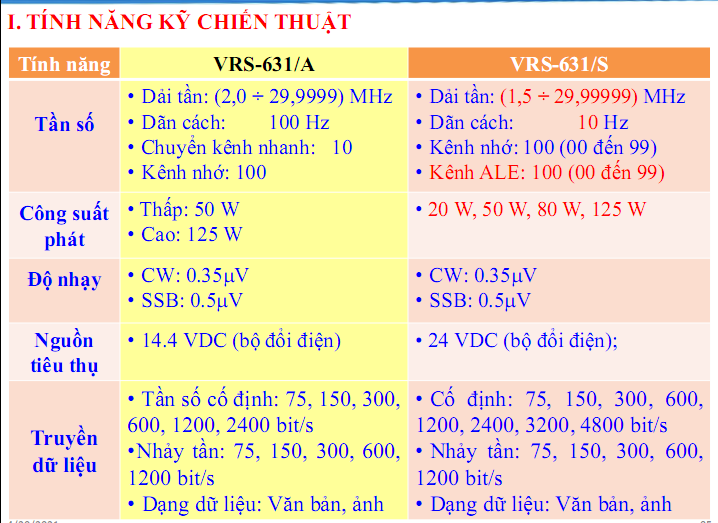 I. TÍNH NĂNG KỸ CHIẾN THUẬT
Tính năng
VRS-631/A
VRS-631/S
Tần số
• Dải tần: (2,0 ÷ 29,9999) MHz
• Dãn cách: 100 Hz
• Chuyển kênh nhanh: 10
• Kênh nhớ: 100
• Dải tần: (1,5 ÷ 29,99999) MHz
• Dãn cách: 10 Hz
• Kênh nhớ: 100 (00 đến 99)
• Kênh ALE: 100 (00 đến 99)
Công suất
phát
• Thấp: 50 W
• Cao: 125 W
• 20 W, 50 W, 80 W, 125 W
Độ nhạy
• CW: 0.35µV
• SSB: 0.5µV
• CW: 0.35µV
• SSB: 0.5µV
Nguồn
tiêu thụ
• 14.4 VDC (bộ đổi điện)
• 24 VDC (bộ đổi điện);
Truyền
dữ liệu
• Tần số cố định: 75, 150, 300,
600, 1200, 2400 bit/s
•Nhảy tần: 75, 150, 300, 600,
1200 bit/s
• Dạng dữ liệu: Văn bản, ảnh
• Cố định: 75, 150, 300, 600,
1200, 2400, 3200, 4800 bit/s
• Nhảy tần: 75, 150, 300, 600,
1200 bit/s
• Dạng dữ liệu: Văn bản, ảnh